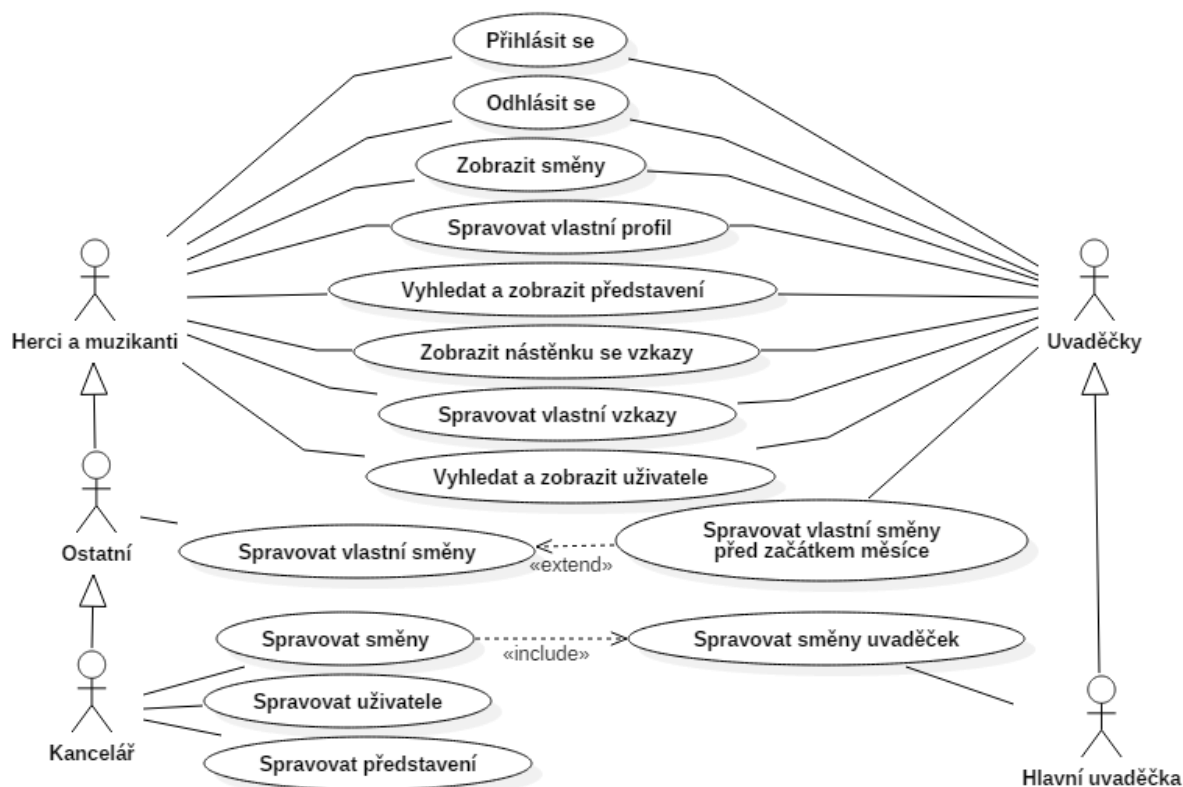 Přihlásit se
Odhlásit se
Zobrazit směny
Spravovat vlastní profil
Vyhledat a zobrazit představení
Herci a muzikanti
Uvaděčky
Zobrazit nástěnku se vzkazy
Spravovat vlastní vzkazy
Vyhledat a zobrazit uživatele
Ostatní
Spravovat vlastní směny
Spravovat vlastní směny
před začátkem měsíce
«extend»
Spravovat směny
Spravovat směny uvaděček
«include»
Spravovat uživatele
Kancelář
Spravovat představení
Hlavní uvaděčka